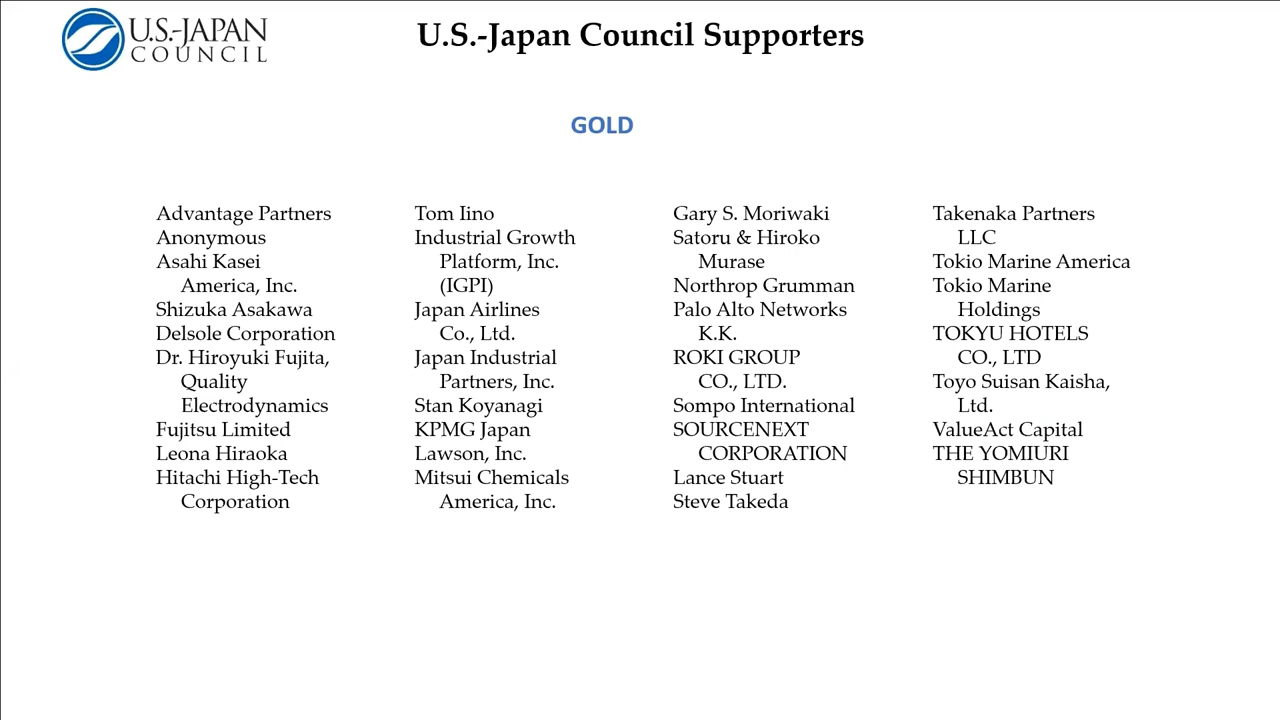 U.S.-JAPAN
COUNCIL
U.S.-Japan Council Supporters
GOLD
Advantage Partners
Anonymous
Asahi Kasei
America, Inc.
Shizuka Asakawa
Delsole Corporation
Dr. Hiroyuki Fujita,
Quality
Electrodynamics
Fujitsu Limited
Leona Hiraoka
Hitachi High-Tech
Corporation
Tom Iino
Industrial Growth
Platform, Inc.
(IGPI)
Japan Airlines
Co., Ltd.
Japan Industrial
Partners, Inc.
Stan Koyanagi
KPMG Japan
Lawson, Inc.
Mitsui Chemicals
America, Inc.
Gary S. Moriwaki
Satoru & Hiroko
Murase
Northrop Grumman
Palo Alto Networks
K.K.
ROKI GROUP
CO., LTD.
Sompo International
SOURCENEXT
CORPORATION
Lance Stuart
Steve Takeda
Takenaka Partners
LLC
Tokio Marine America
Tokio Marine
Holdings
TOKYU HOTELS
CO., LTD
Toyo Suisan Kaisha,
Ltd.
ValueAct Capital
THE YOMIURI
SHIMBUN